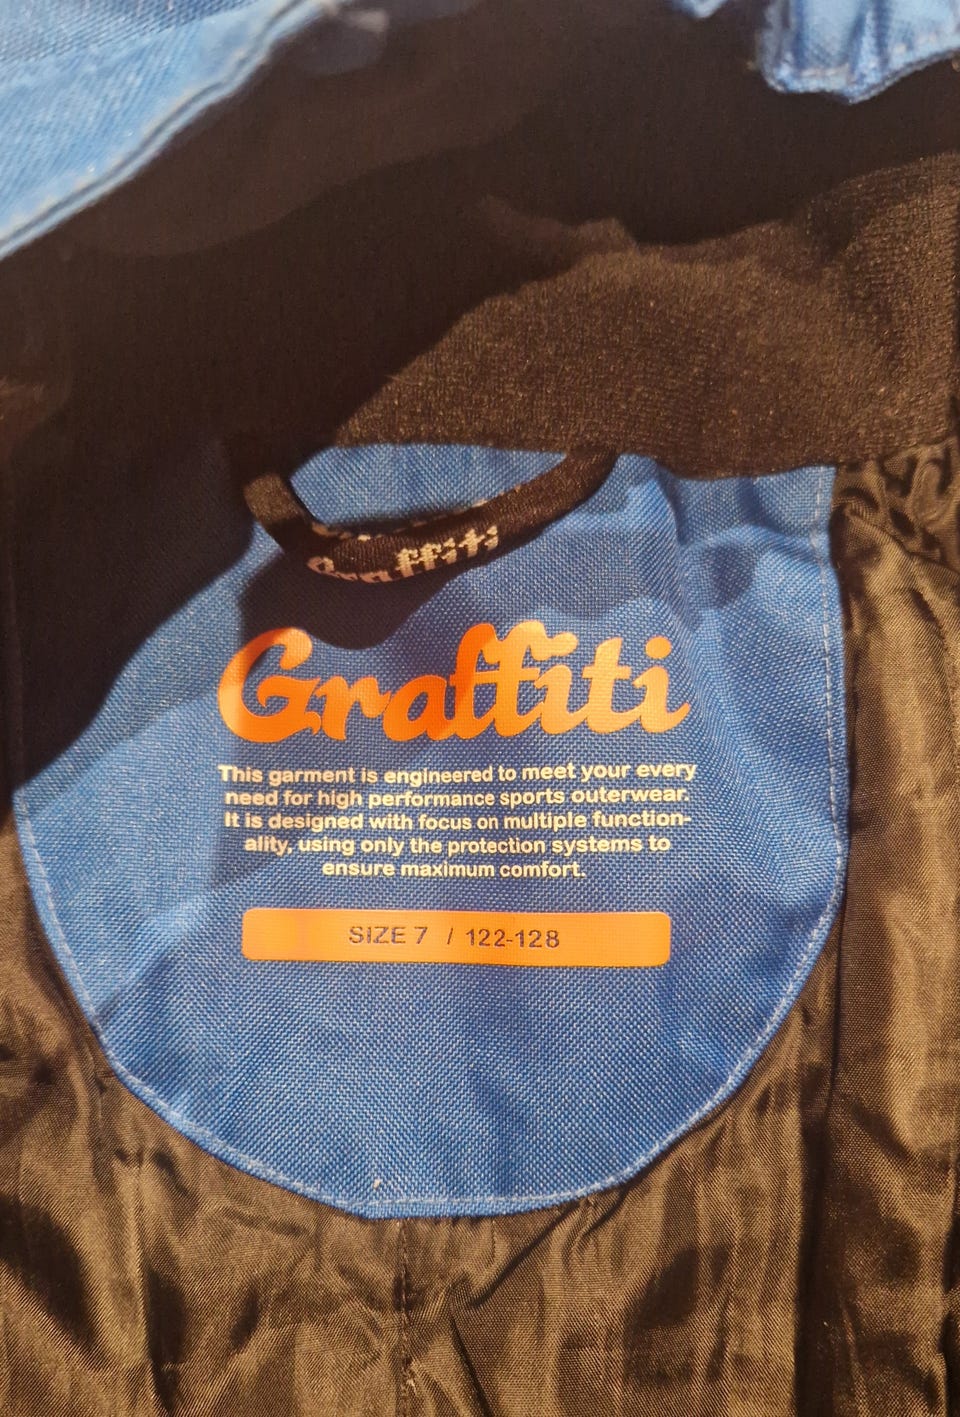 Graffiti
Graffiti
This garment is engineered to meet your every
need for high performance sports outerwear.
It is designed with focus on multiple function-
ality, using only the protection systems to
ensure maximum comfort.
SIZE 7 / 122-128